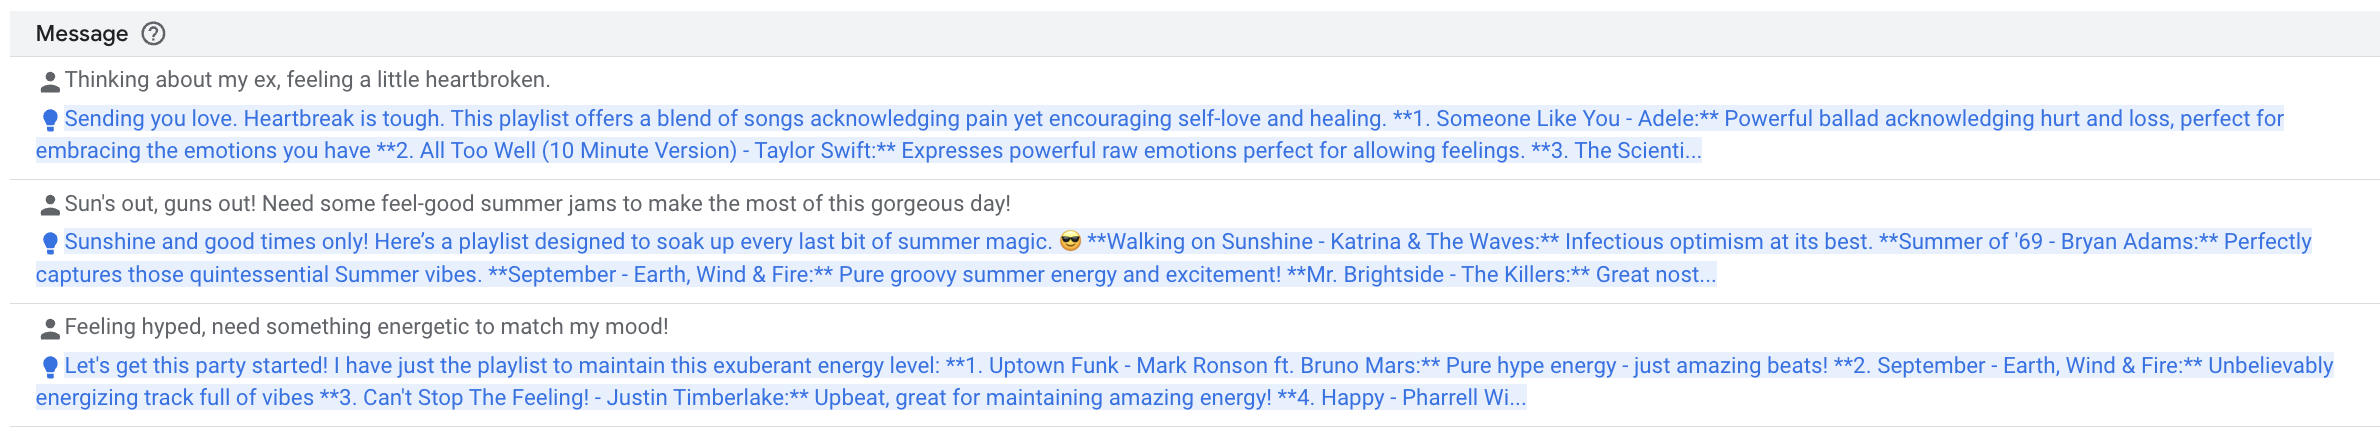 Message ?
Thinking about my ex, feeling a little heartbroken.
Sending you love. Heartbreak is tough. This playlist offers a blend of songs acknowledging pain yet encouraging self-love and healing. **1. Someone Like You - Adele:** Powerful ballad acknowledging hurt and loss, perfect for
embracing the emotions you have **2. All Too Well (10 Minute Version) - Taylor Swift:** Expresses powerful raw emotions perfect for allowing feelings. **3. The Scienti...
Sun's out, guns out! Need some feel-good summer jams to make the most of this gorgeous day!
Sunshine and good times only! Here’s a playlist designed to soak up every last bit of summer magic. 😎 **Walking on Sunshine - Katrina & The Waves:** Infectious optimism at its best. **Summer of '69 - Bryan Adams:** Perfectly
captures those quintessential Summer vibes. **September - Earth, Wind & Fire:** Pure groovy summer energy and excitement! **Mr. Brightside - The Killers:** Great nost...
Feeling hyped, need something energetic to match my mood!
Let's get this party started! I have just the playlist to maintain this exuberant energy level: **1. Uptown Funk - Mark Ronson ft. Bruno Mars:** Pure hype energy - just amazing beats! **2. September - Earth, Wind & Fire:** Unbelievably
energizing track full of vibes **3. Can't Stop The Feeling! - Justin Timberlake:** Upbeat, great for maintaining amazing energy! **4. Happy - Pharrell Wi...